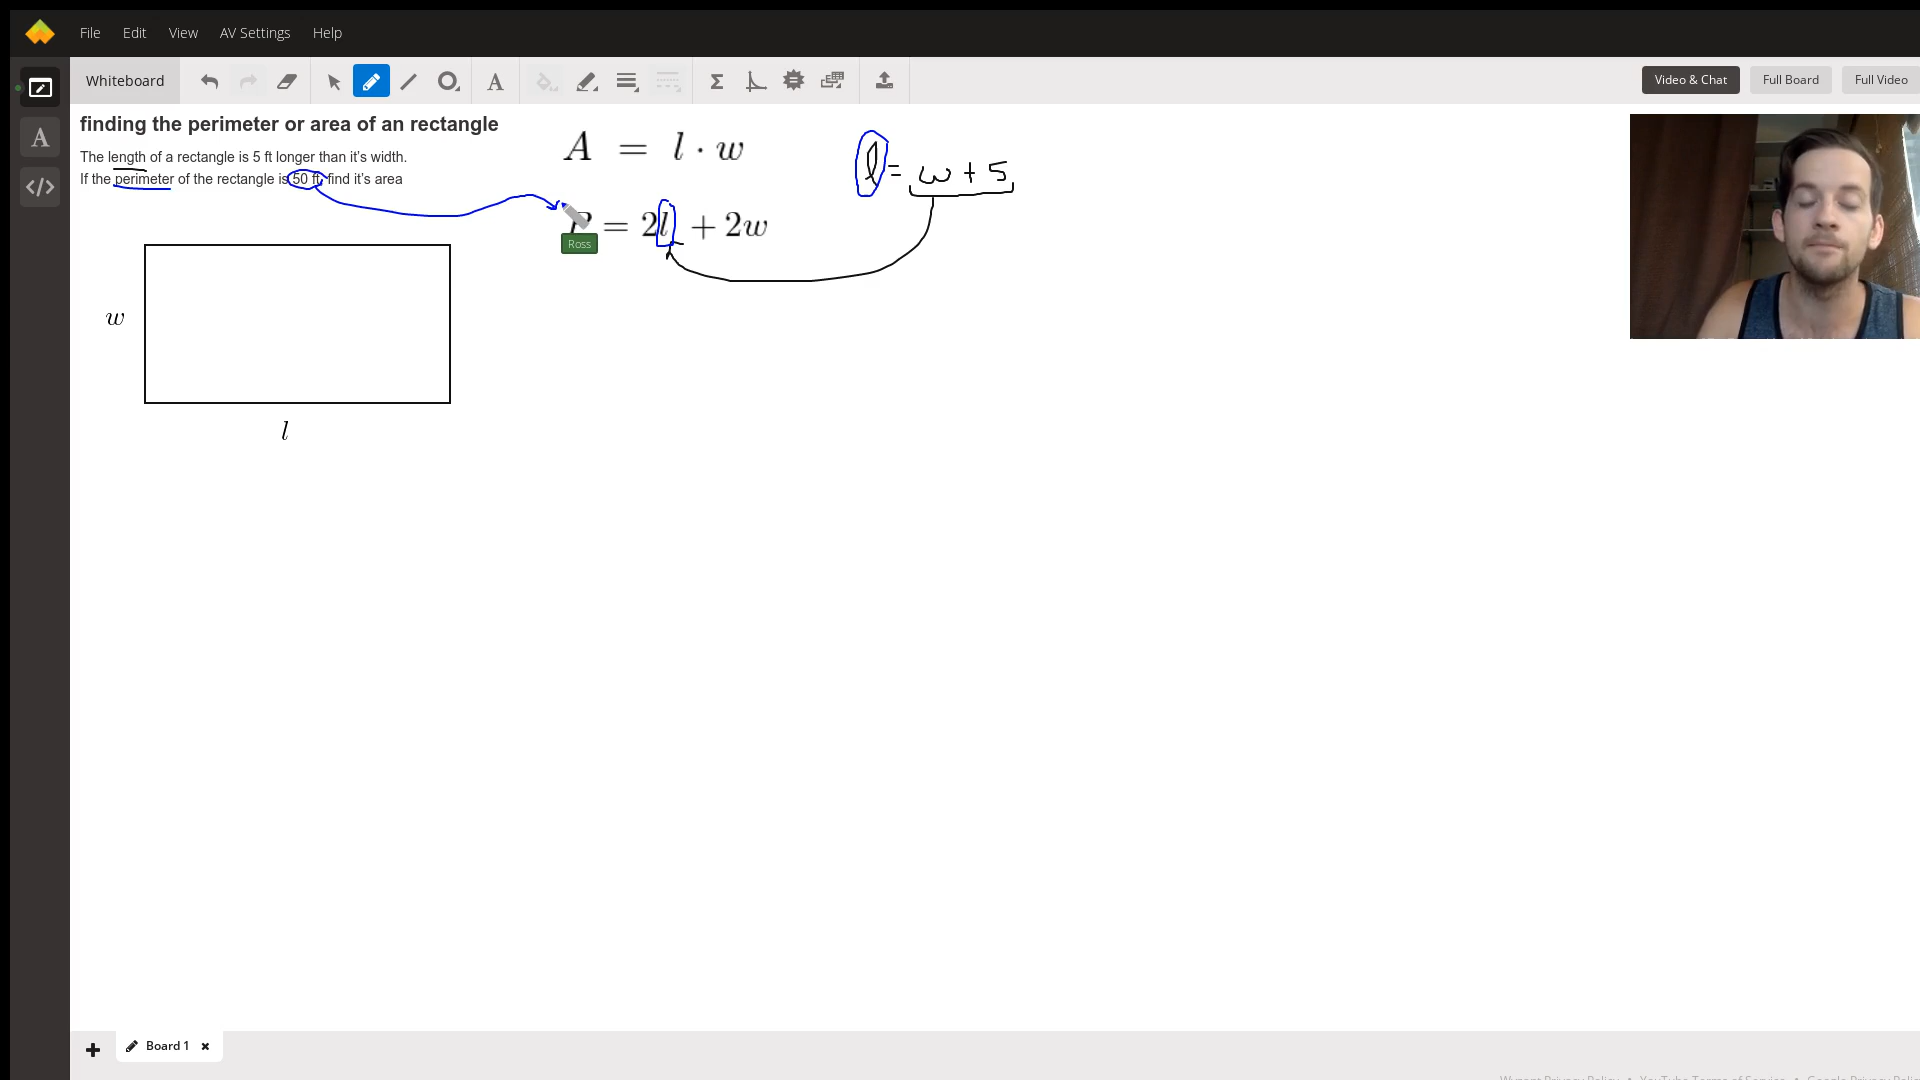 File Edit View AV Settings Help
Whiteboard A Σ Video & Chat Full Board Full Video
A
</>
finding the perimeter or area of an rectangle
The length of a rectangle is 5 ft longer than it’s width.
If the perimeter of the rectangle is 50 ft, find it’s area
A = l · w
l = w + 5
P = 2l + 2w
Ross
w
l
Board 1